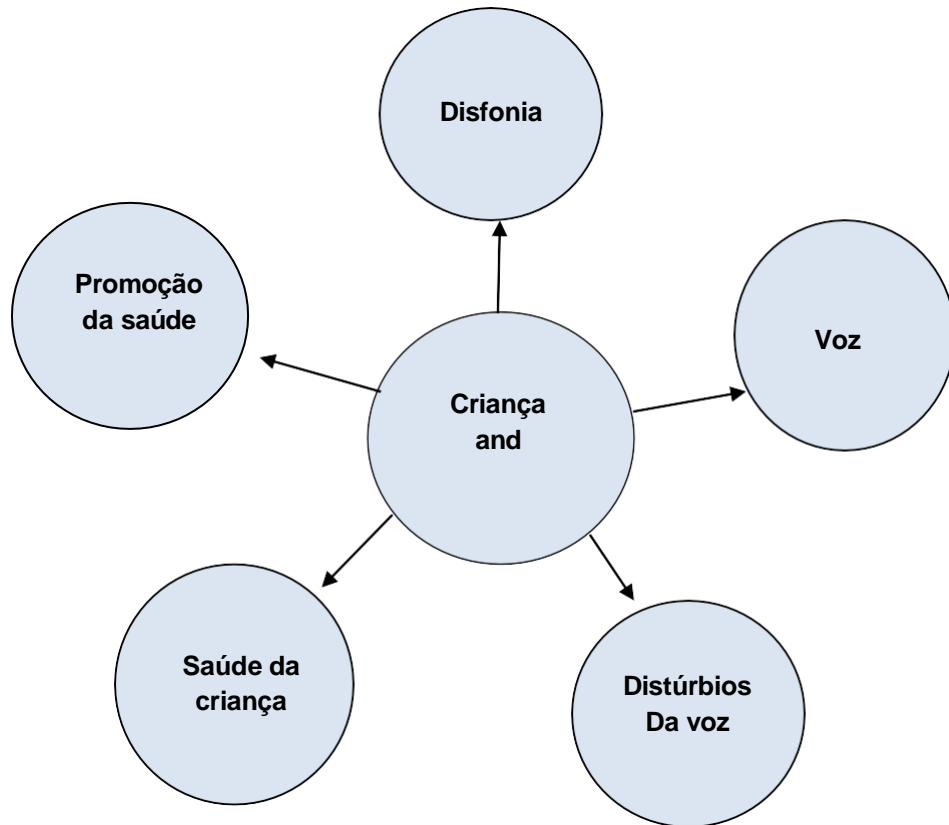 Disfonia
Promoção
da saúde
Voz
Criança
and
Saúde da
criança
Distúrbios
Da voz